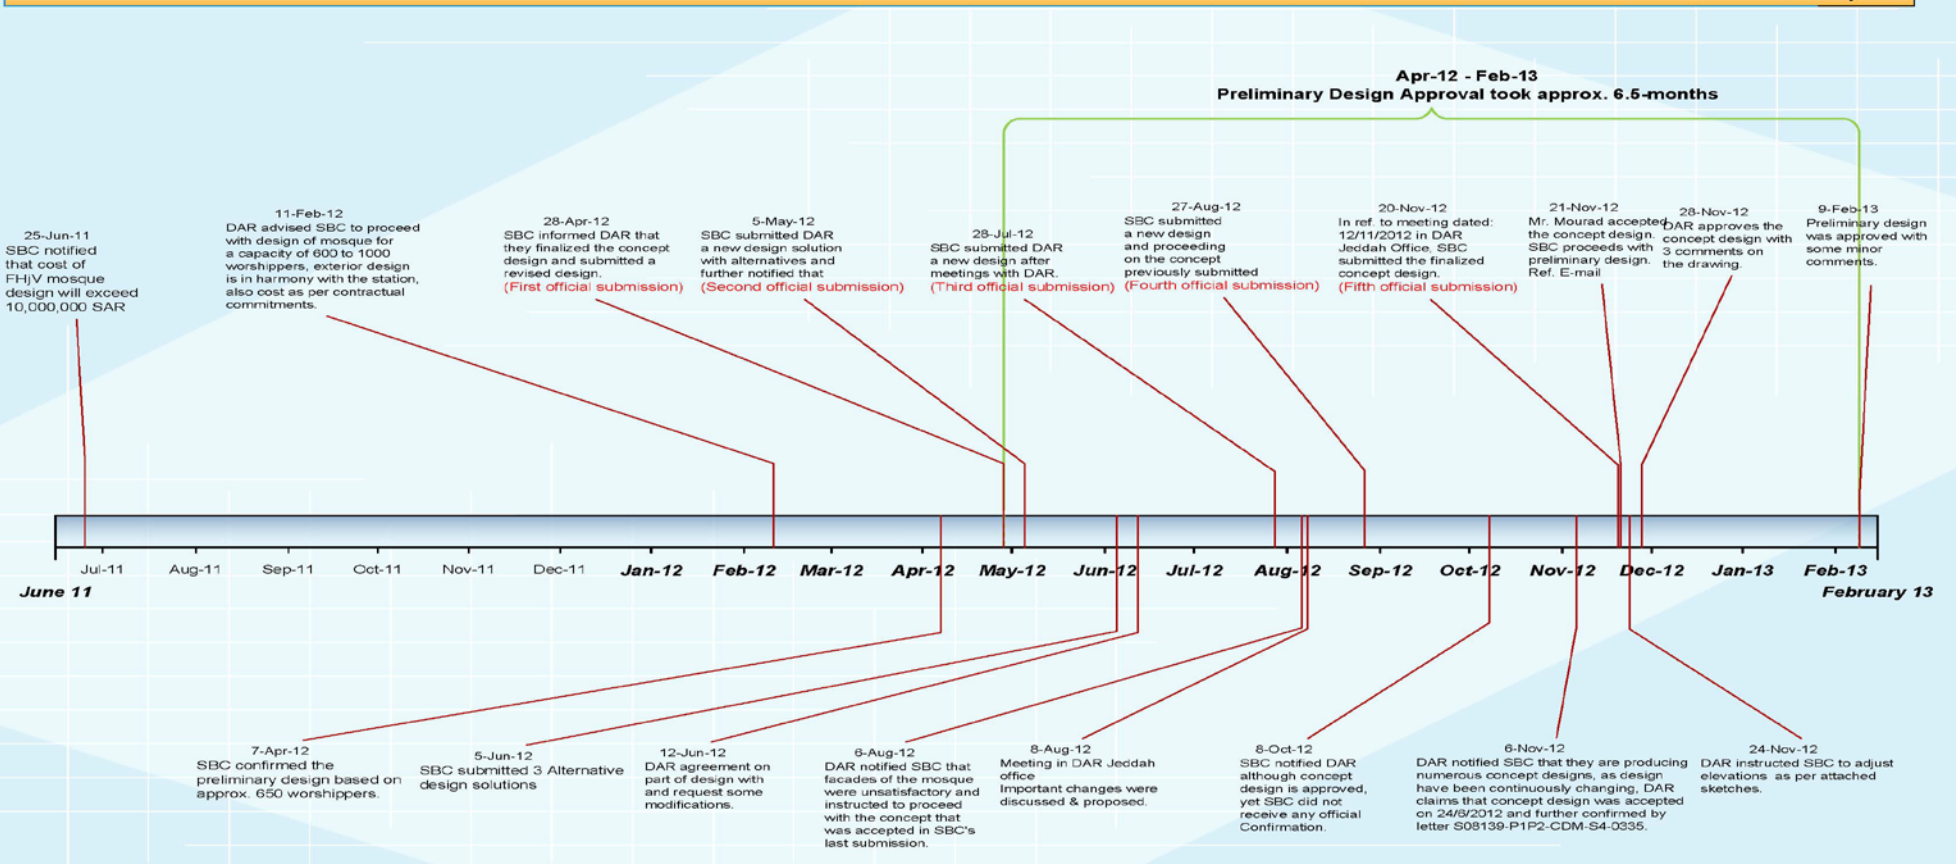 Apr-12 - Feb-13
Preliminary Design Approval took approx. 6.5-months
25-Jun-11
SBC notified
that cost of
FHjV mosque
design will exceed
10,000,000 SAR
11-Feb-12
DAR advised SBC to proceed
with design of mosque for
a capacity of 600 to 1000
worshippers, exterior design
is in harmony with the station,
also cost as per contractual
commitments.
28-Apr-12
SBC informed DAR that
they finalized the concept
design and submitted a
revised design.
(First official submission)
5-May-12
SBC submitted DAR
a new design solution
with alternatives and
further notified that
(Second official submission)
28-Jul-12
SBC submitted DAR
a new design after
meetings with DAR.
(Third official submission)
27-Aug-12
SBC submitted
a new design
and proceeding
on the concept
previously submitted
(Fourth official submission)
20-Nov-12
In ref. to meeting dated:
12/11/2012 in DAR
Jeddah Office, SBC
submitted the finalized
concept design.
(Fifth official submission)
21-Nov-12
Mr. Mourad accepted
the concept design.
SBC proceeds with
preliminary design.
Ref. E-mail
28-Nov-12
DAR approves the
concept design with
3 comments on
the drawing.
9-Feb-13
Preliminary design
was approved with
some minor
comments.
Jul-11
Aug-11
Sep-11
Oct-11
Nov-11
Dec-11
Jan-12
Feb-12
Mar-12
Apr-12
May-12
Jun-12
Jul-12
Aug-12
Sep-12
Oct-12
Nov-12
Dec-12
Jan-13
Feb-13
June 11
February 13
7-Apr-12
SBC confirmed the
preliminary design based on
approx. 650 worshippers.
5-Jun-12
SBC submitted 3 Alternative
design solutions
12-Jun-12
DAR agreement on
part of design with
and request some
modifications.
6-Aug-12
DAR notified SBC that
facades of the mosque
were unsatisfactory and
instructed to proceed
with the concept that
was accepted in SBC's
last submission.
8-Aug-12
Meeting in DAR Jeddah
office
Important changes were
discussed & proposed.
8-Oct-12
SBC notified DAR
although concept
design is approved,
yet SBC did not
receive any official
Confirmation.
6-Nov-12
DAR notified SBC that they are producing
numerous concept designs, as design
have been continuously changing, DAR
claims that concept design was accepted
on 24/6/2012 and further confirmed by
letter S08139-P1P2-CDM-S4-0335.
24-Nov-12
DAR instructed SBC to adjust
elevations as per attached
sketches.